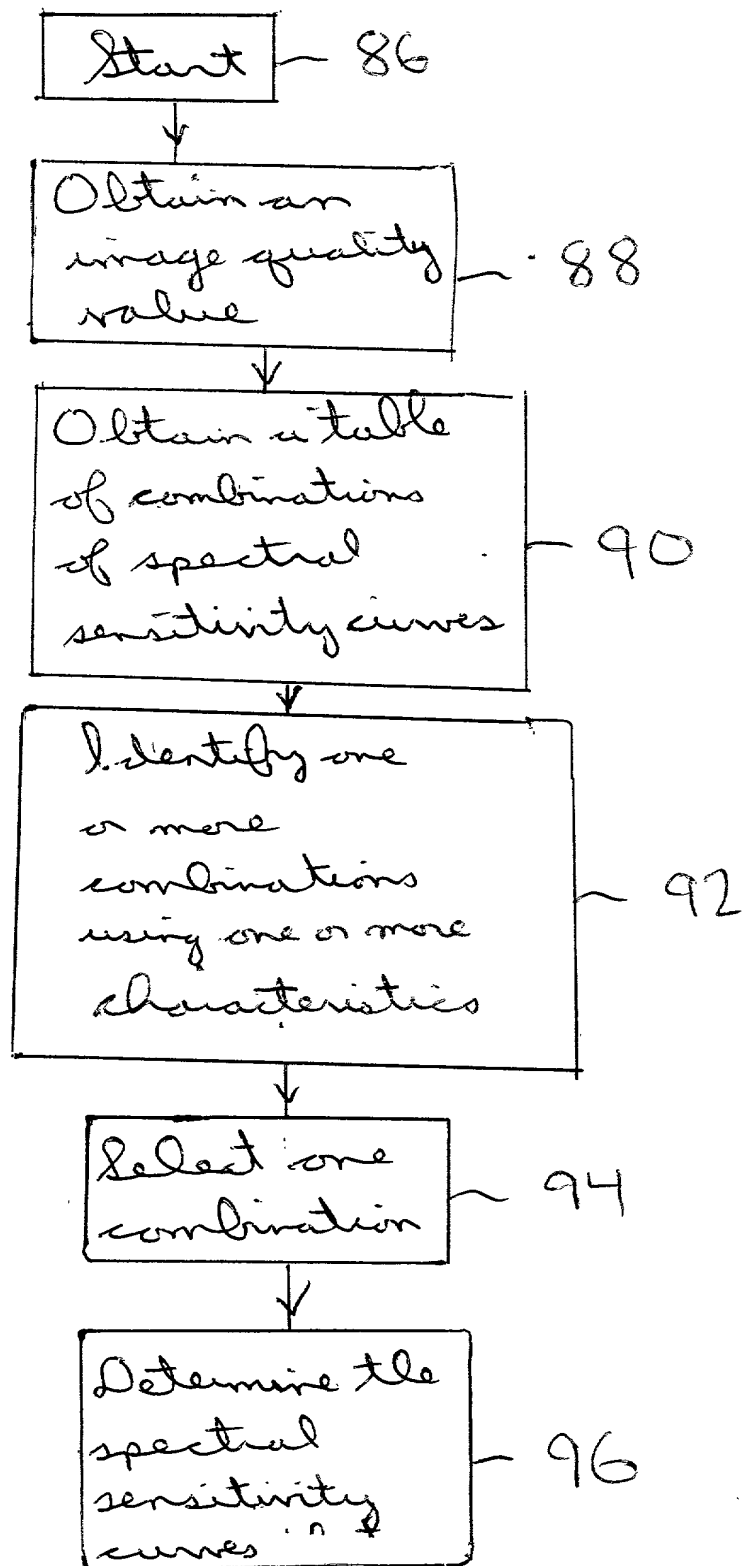 Start 86
Obtain an
image quality
value
88
Obtain a table
of combinations
of spectral
sensitivity curves
90
Identify one
or more
combinations
using one or more
characteristics
92
Select one
combination
94
Determine the
spectral
sensitivity
curves
96